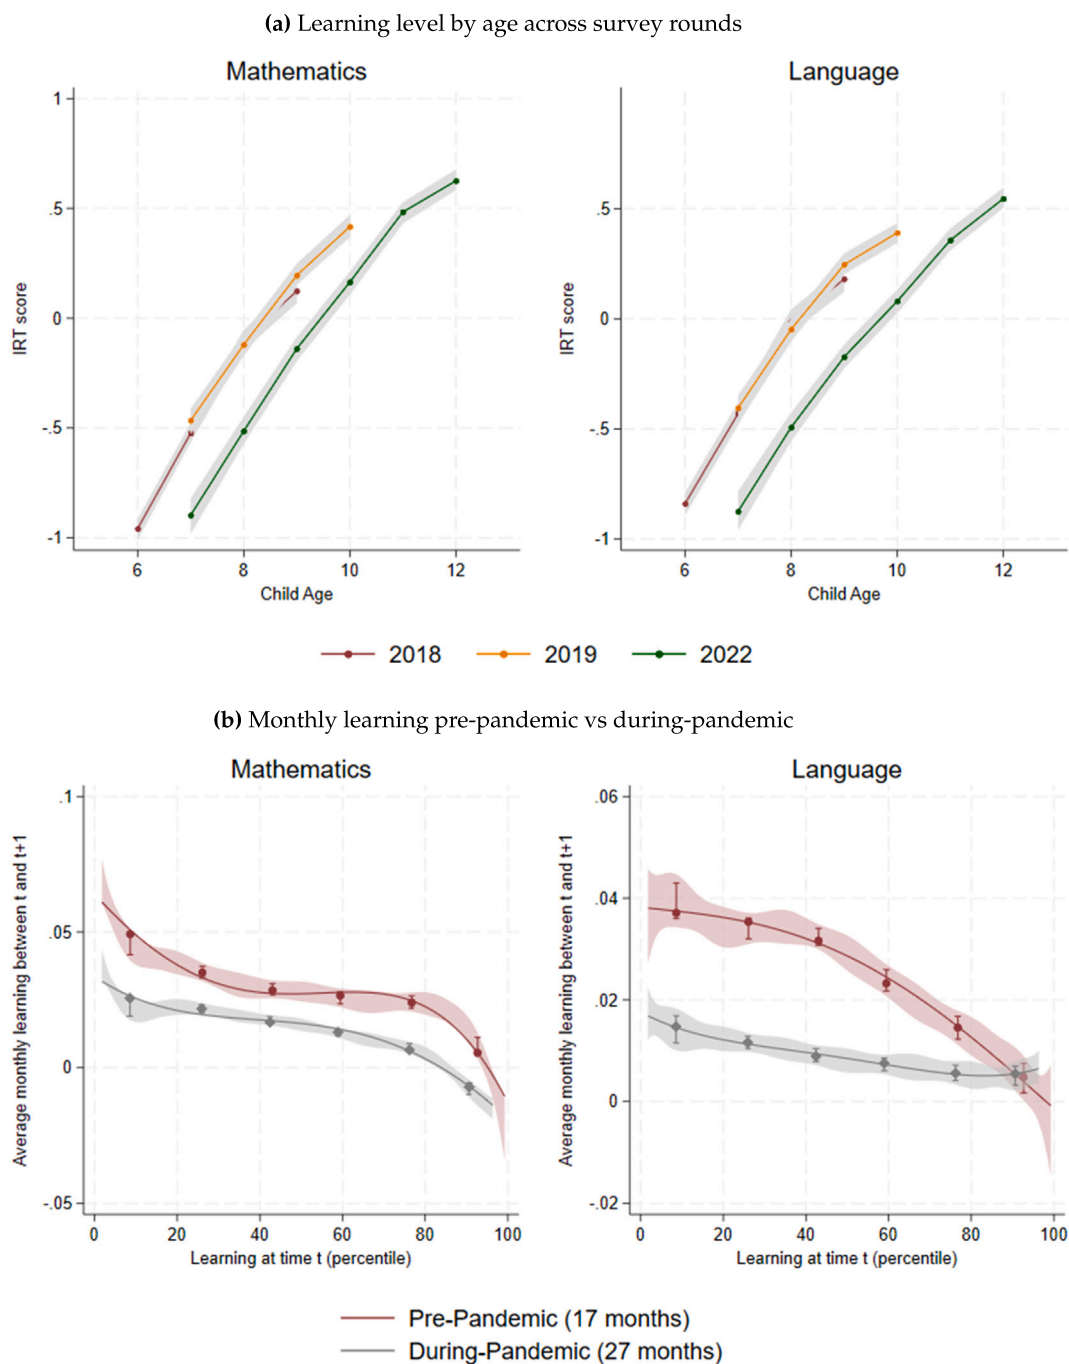 (a) Learning level by age across survey rounds
Mathematics
Language
1
.5
0
-.5
-1
IRT score
6
8
10
12
Child Age
.5
0
-.5
-1
IRT score
6
8
10
12
Child Age
2018
2019
2022
(b) Monthly learning pre-pandemic vs during-pandemic
Mathematics
Language
.1
.05
0
-.05
Average monthly learning between t and t+1
0
20
40
60
80
100
Learning at time t (percentile)
.06
.04
.02
0
-.02
Average monthly learning between t and t+1
0
20
40
60
80
100
Learning at time t (percentile)
Pre-Pandemic (17 months)
During-Pandemic (27 months)